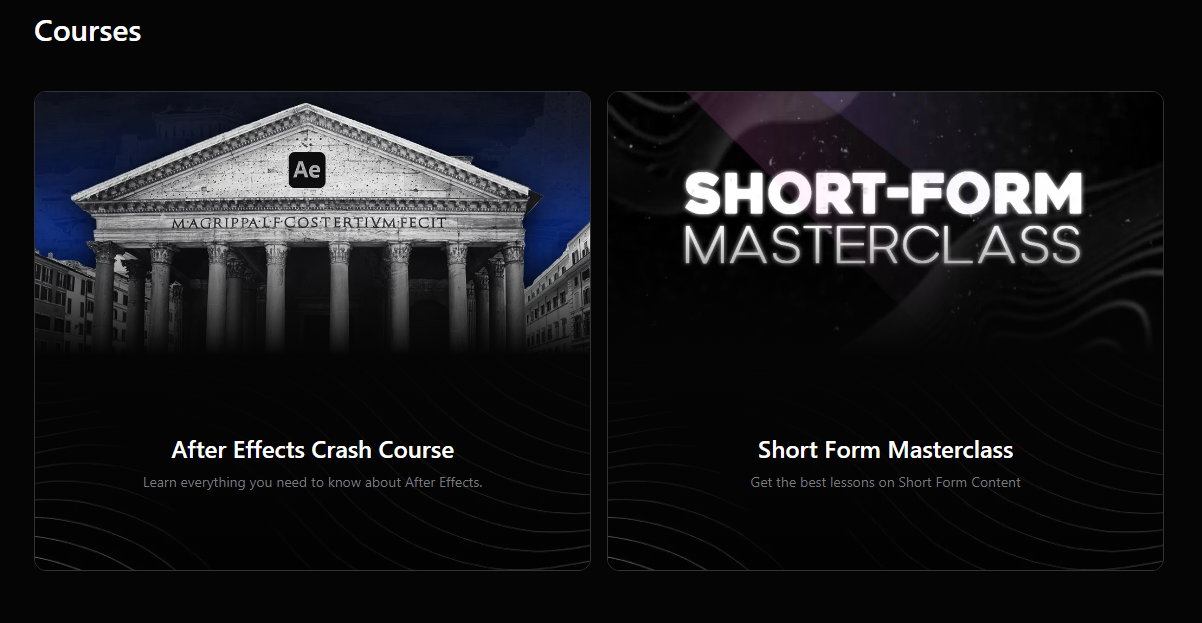 Courses
Ae
M·AGRIPPA·L·F·COS·TERTIVM·FECIT
After Effects Crash Course
Learn everything you need to know about After Effects.
SHORT-FORM
MASTERCLASS
Short Form Masterclass
Get the best lessons on Short Form Content